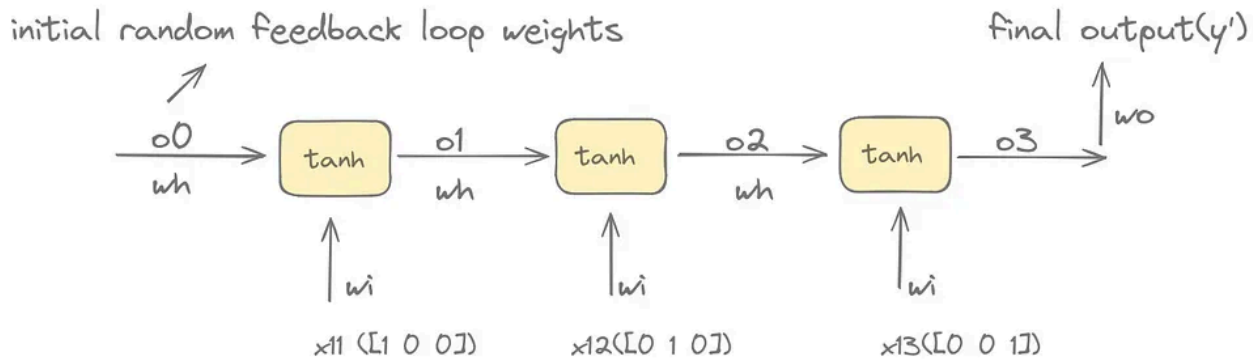 initial random feedback loop weights
final output(y')
wo
o0
o1
o2
o3
tanh
tanh
tanh
wh
wh
wh
wi
wi
wi
x11 ([1 0 0])
x12([0 1 0])
x13([0 0 1])